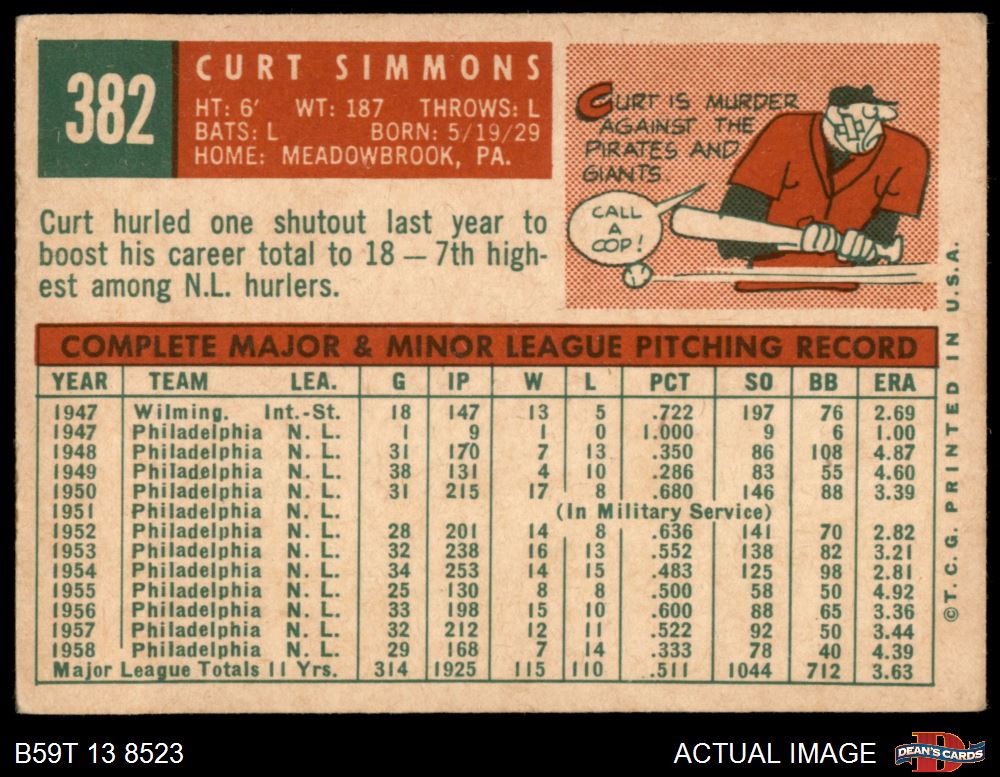 382
CURT SIMMONS
HT: 6' WT: 187 THROWS: L
BATS: L BORN: 5/19/29
HOME: MEADOWBROOK, PA.
CURT IS MURDER
AGAINST THE
PIRATES AND
GIANTS
CALL
A
COP!
Curt hurled one shutout last year to
boost his career total to 18 — 7th high-
est among N.L. hurlers.
COMPLETE MAJOR & MINOR LEAGUE PITCHING RECORD
YEAR TEAM LEA. G IP W L PCT SO BB ERA
1947 Wilming. Int.-St. 18 147 13 5 .722 197 76 2.69
1947 Philadelphia N. L. 1 9 1 0 1.000 9 6 1.00
1948 Philadelphia N. L. 31 170 7 13 .350 86 108 4.87
1949 Philadelphia N. L. 38 131 4 10 .286 83 55 4.60
1950 Philadelphia N. L. 31 215 17 8 .680 146 88 3.39
1951 Philadelphia N. L. (In Military Service)
1952 Philadelphia N. L. 28 201 14 8 .636 141 70 2.82
1953 Philadelphia N. L. 32 238 16 13 .552 138 82 3.21
1954 Philadelphia N. L. 34 253 14 15 .483 125 98 2.81
1955 Philadelphia N. L. 25 130 8 8 .500 58 50 4.92
1956 Philadelphia N. L. 33 198 15 10 .600 88 65 3.36
1957 Philadelphia N. L. 32 212 12 11 .522 92 50 3.44
1958 Philadelphia N. L. 29 168 7 14 .333 78 40 4.39
Major League Totals 11 Yrs. 314 1925 115 110 .511 1044 712 3.63
©T.C.G. PRINTED IN U.S.A.
B59T 13 8523
ACTUAL IMAGE
D
DEAN'S CARDS